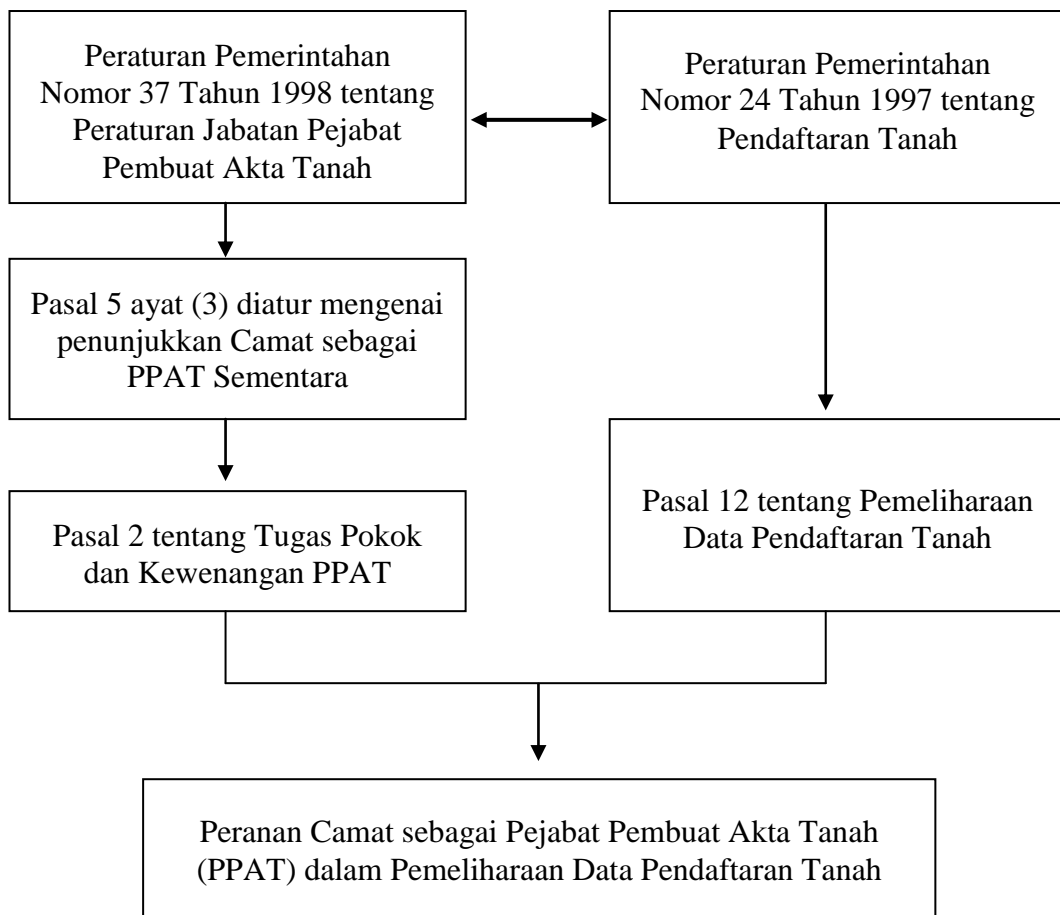 Peraturan Pemerintahan
Nomor 37 Tahun 1998 tentang
Peraturan Jabatan Pejabat
Pembuat Akta Tanah
Peraturan Pemerintahan
Nomor 24 Tahun 1997 tentang
Pendaftaran Tanah
Pasal 5 ayat (3) diatur mengenai
penunjukkan Camat sebagai
PPAT Sementara
Pasal 2 tentang Tugas Pokok
dan Kewenangan PPAT
Pasal 12 tentang Pemeliharaan
Data Pendaftaran Tanah
Peranan Camat sebagai Pejabat Pembuat Akta Tanah
(PPAT) dalam Pemeliharaan Data Pendaftaran Tanah